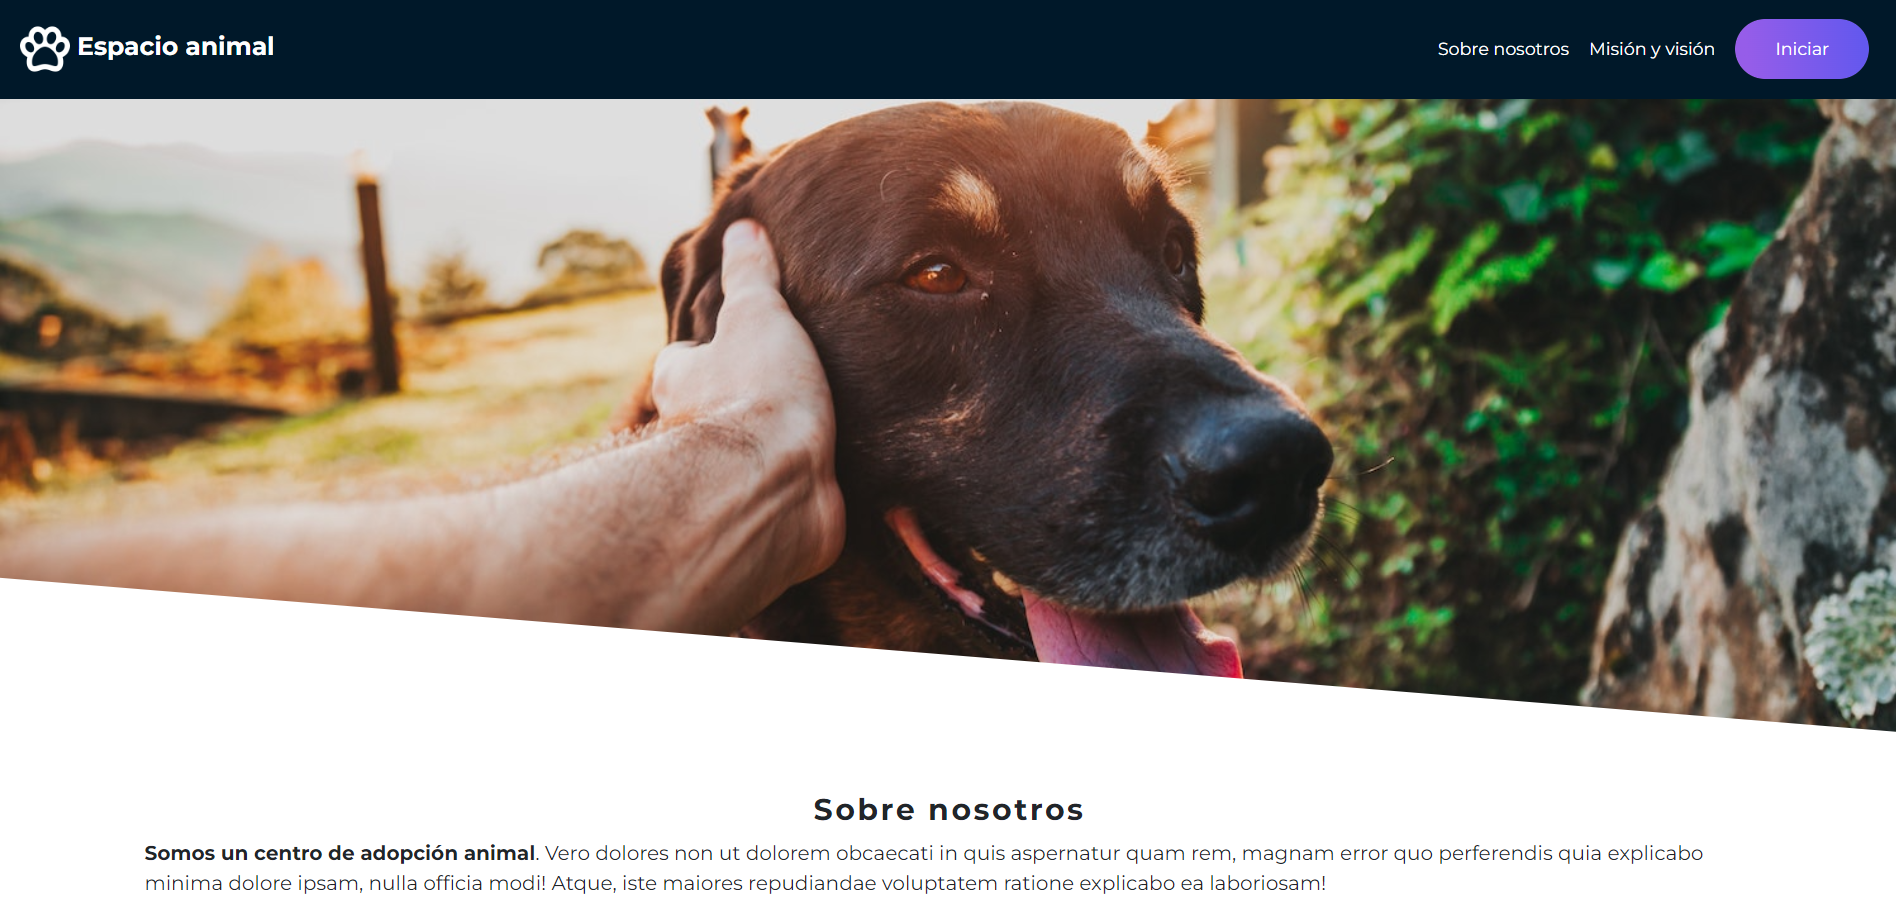 Espacio animal
Sobre nosotros
Misión y visión
Iniciar
Sobre nosotros
Somos un centro de adopción animal. Vero dolores non ut dolorem obcaecati in quis aspernatur quam rem, magnam error quo perferendis quia explicabo
minima dolore ipsam, nulla officia modi! Atque, iste maiores repudiandae voluptatem ratione explicabo ea laboriosam!